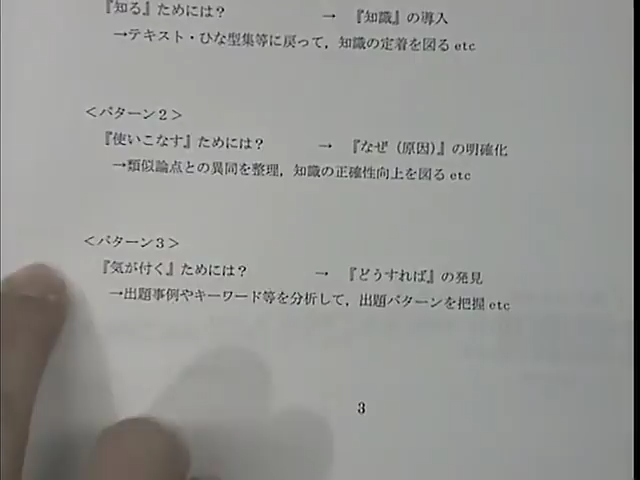 『知る』ためには? → 『知識』の導入
→テキスト・ひな型集等に戻って，知識の定着を図る etc
＜パターン２＞
『使いこなす』ためには? → 『なぜ（原因）』の明確化
→類似論点との異同を整理，知識の正確性向上を図る etc
＜パターン３＞
『気が付く』ためには? → 『どうすれば』の発見
→出題事例やキーワード等を分析して，出題パターンを把握 etc
3